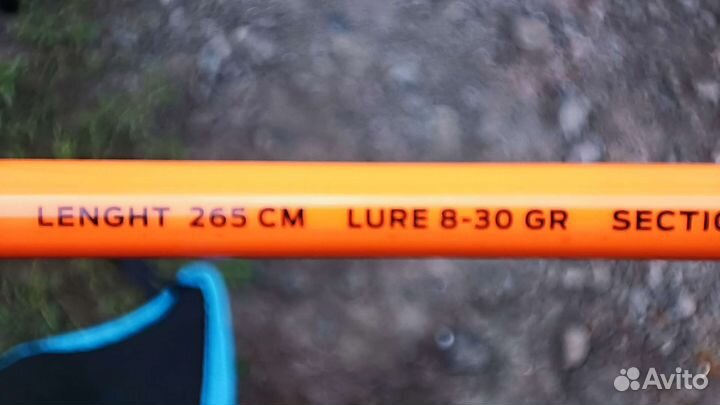 LENGHT 265 CM LURE 8-30 GR SECTIO
Avito